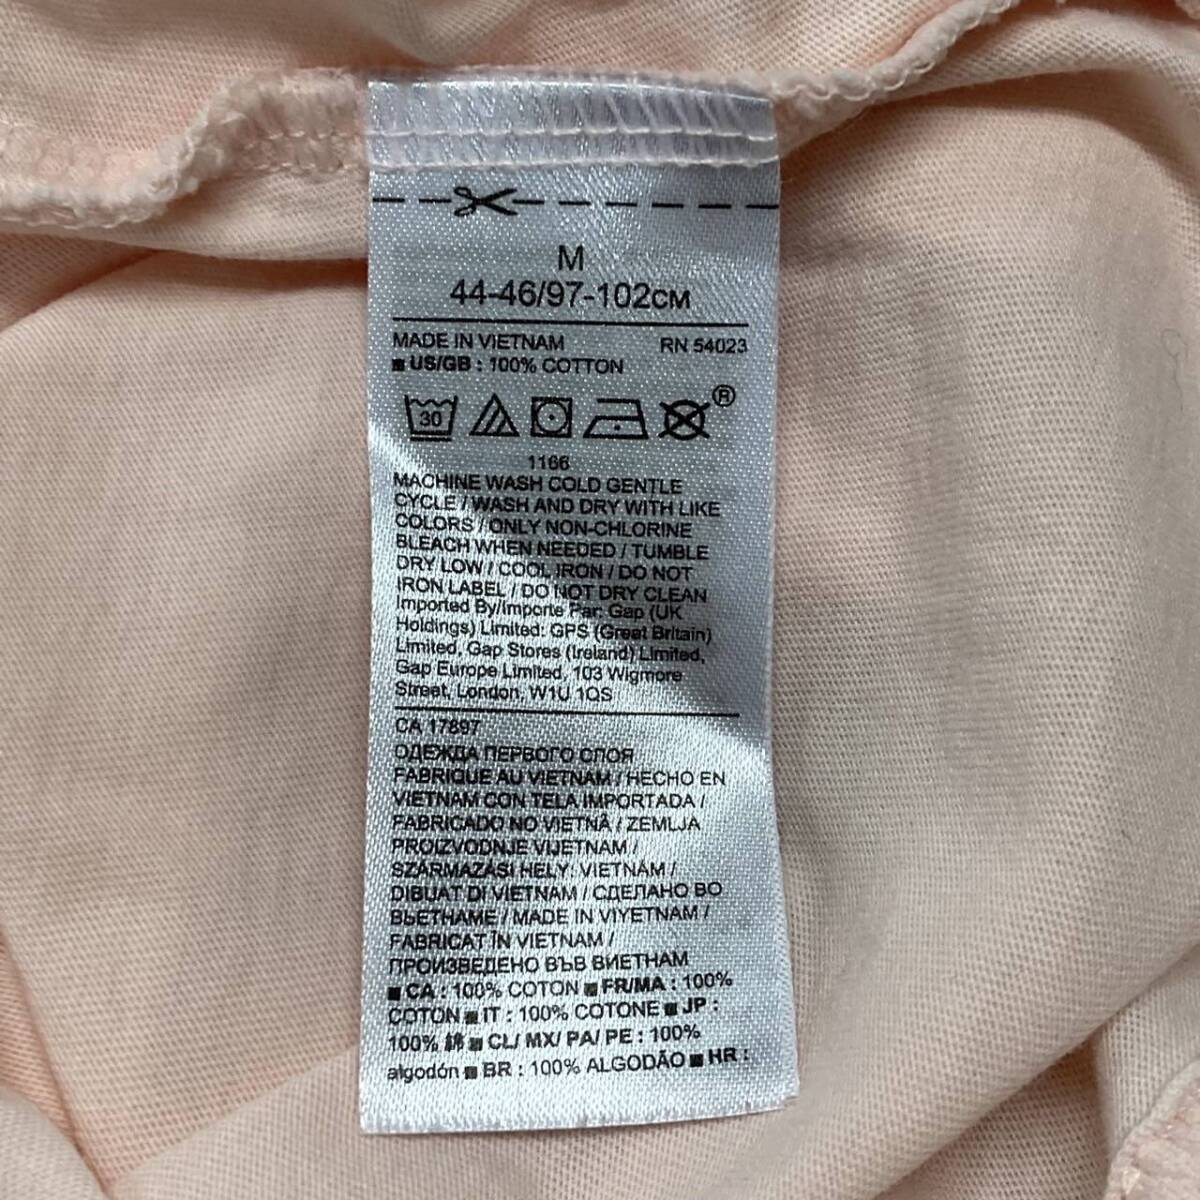 M
44-46/97-102СМ
MADE IN VIETNAM RN 54023
■ US/GB : 100% COTTON
30 ®
1166
MACHINE WASH COLD GENTLE
CYCLE / WASH AND DRY WITH LIKE
COLORS / ONLY NON-CHLORINE
BLEACH WHEN NEEDED / TUMBLE
DRY LOW / COOL IRON / DO NOT
IRON LABEL / DO NOT DRY CLEAN
Imported By/Importe Par: Gap (UK
Holdings) Limited: GPS (Great Britain)
Limited, Gap Stores (Ireland) Limited,
Gap Europe Limited, 103 Wigmore
Street, London, W1U 1QS
CA 17897
ОДЕЖДА ПЕРВОГО СЛОЯ
FABRIQUE AU VIETNAM / HECHO EN
VIETNAM CON TELA IMPORTADA /
FABRICADO NO VIETNÃ / ZEMLJA
PROIZVODNJE VIJETNAM /
SZÁRMAZÁSI HELY: VIETNÁM /
DIBUAT DI VIETNAM / СДЕЛАНО ВО
ВЬЕТНАМЕ / MADE IN VIYETNAM /
FABRICAT ÎN VIETNAM /
ПРОИЗВЕДЕНО ВЪВ ВИЕТНАМ
■ CA : 100% COTON ■ FR/MA : 100%
COTON ■ IT : 100% COTONE ■ JP :
100% 綿 ■ CL/ MX/ PA/ PE : 100%
algodón ■ BR : 100% ALGODÃO ■ HR :